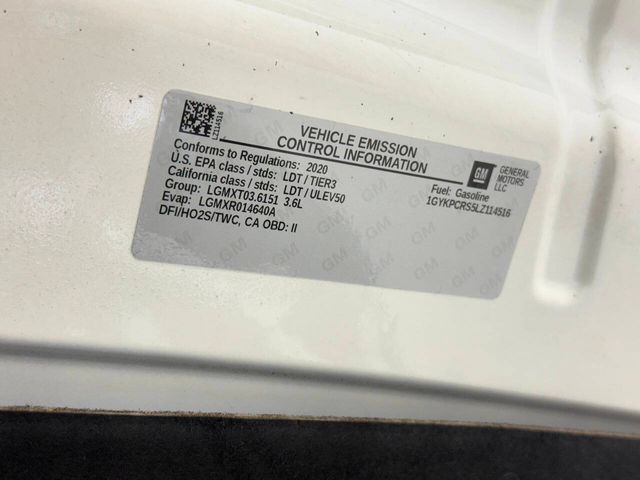 LZ114516
VEHICLE EMISSION
CONTROL INFORMATION
Conforms to Regulations: 2020
U.S. EPA class / stds: LDT / TIER3
California class / stds: LDT / ULEV50
Group: LGMXT03.6151 3.6L
Evap: LGMXR014640A
DFI/HO2S/TWC, CA OBD: II
GM
GENERAL
MOTORS
LLC
Fuel: Gasoline
1GYKPCRS5LZ114516